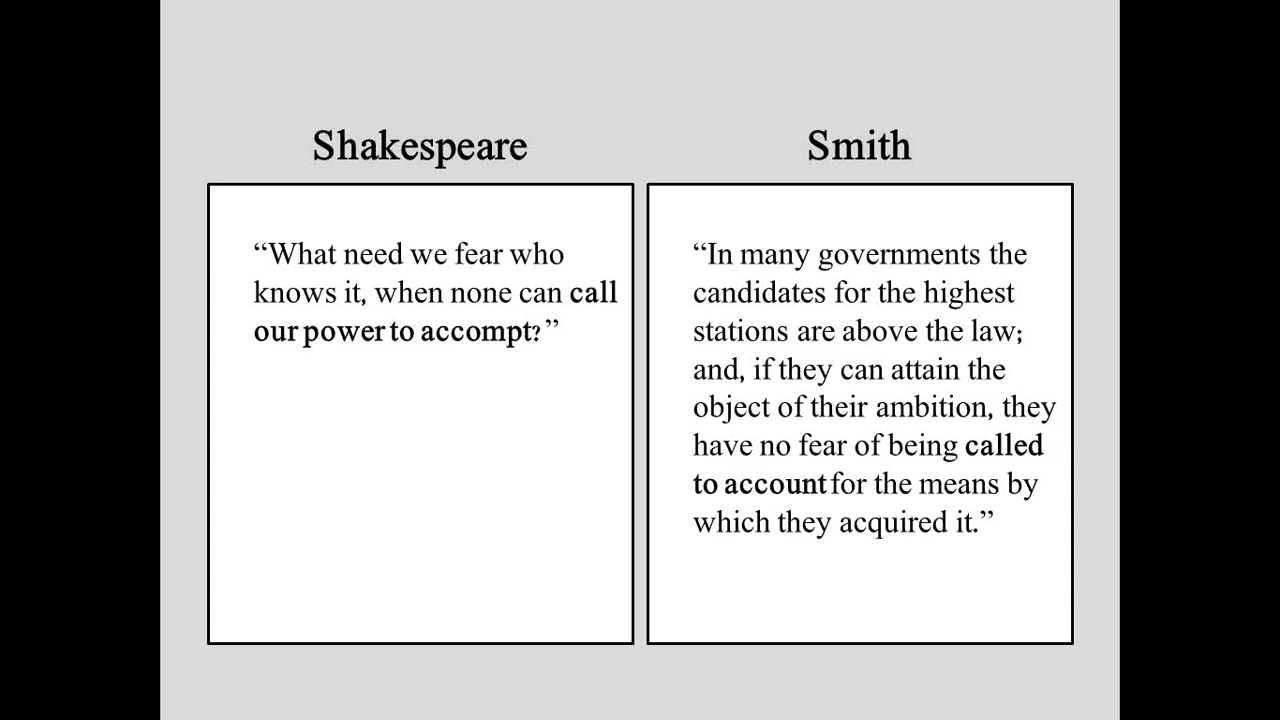 Shakespeare
“What need we fear who
knows it, when none can call
our power to accompt?”
Smith
“In many governments the
candidates for the highest
stations are above the law;
and, if they can attain the
object of their ambition, they
have no fear of being called
to account for the means by
which they acquired it.”